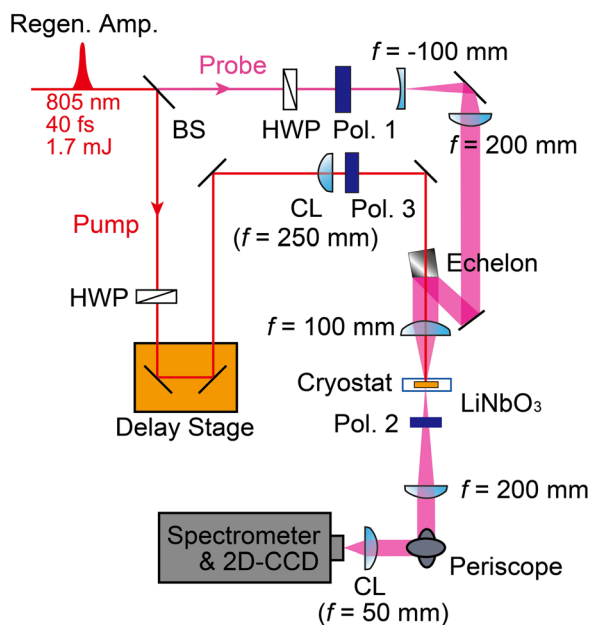 Regen. Amp.
Probe
f = -100 mm
805 nm
40 fs
1.7 mJ
BS
HWP
Pol. 1
f = 200 mm
Pump
CL
(f = 250 mm)
Pol. 3
Echelon
HWP
f = 100 mm
Cryostat
LiNbO₃
Delay Stage
Pol. 2
f = 200 mm
Spectrometer
& 2D-CCD
Periscope
CL
(f = 50 mm)